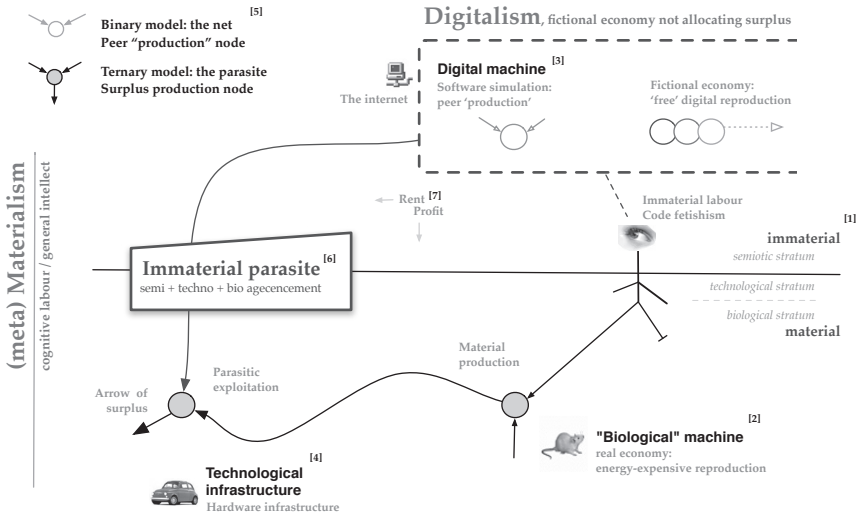 [5]
Binary model: the net
Peer “production” node
Ternary model: the parasite
Surplus production node
Digitalism, fictional economy not allocating surplus
Digital machine [3]
Software simulation:
peer ‘production’
Fictional economy:
‘free’ digital reproduction
The internet
(meta) Materialism
cognitive labour / general intellect
Rent [7]
Profit
Immaterial labour
Code fetishism
[1]
immaterial
semiotic stratum
technological stratum
biological stratum
material
Immaterial parasite [6]
semi + techno + bio agecencement
Material
production
Parasitic
exploitation
Arrow of
surplus
[2]
"Biological" machine
real economy:
energy-expensive reproduction
[4]
Technological
infrastructure
Hardware infrastructure